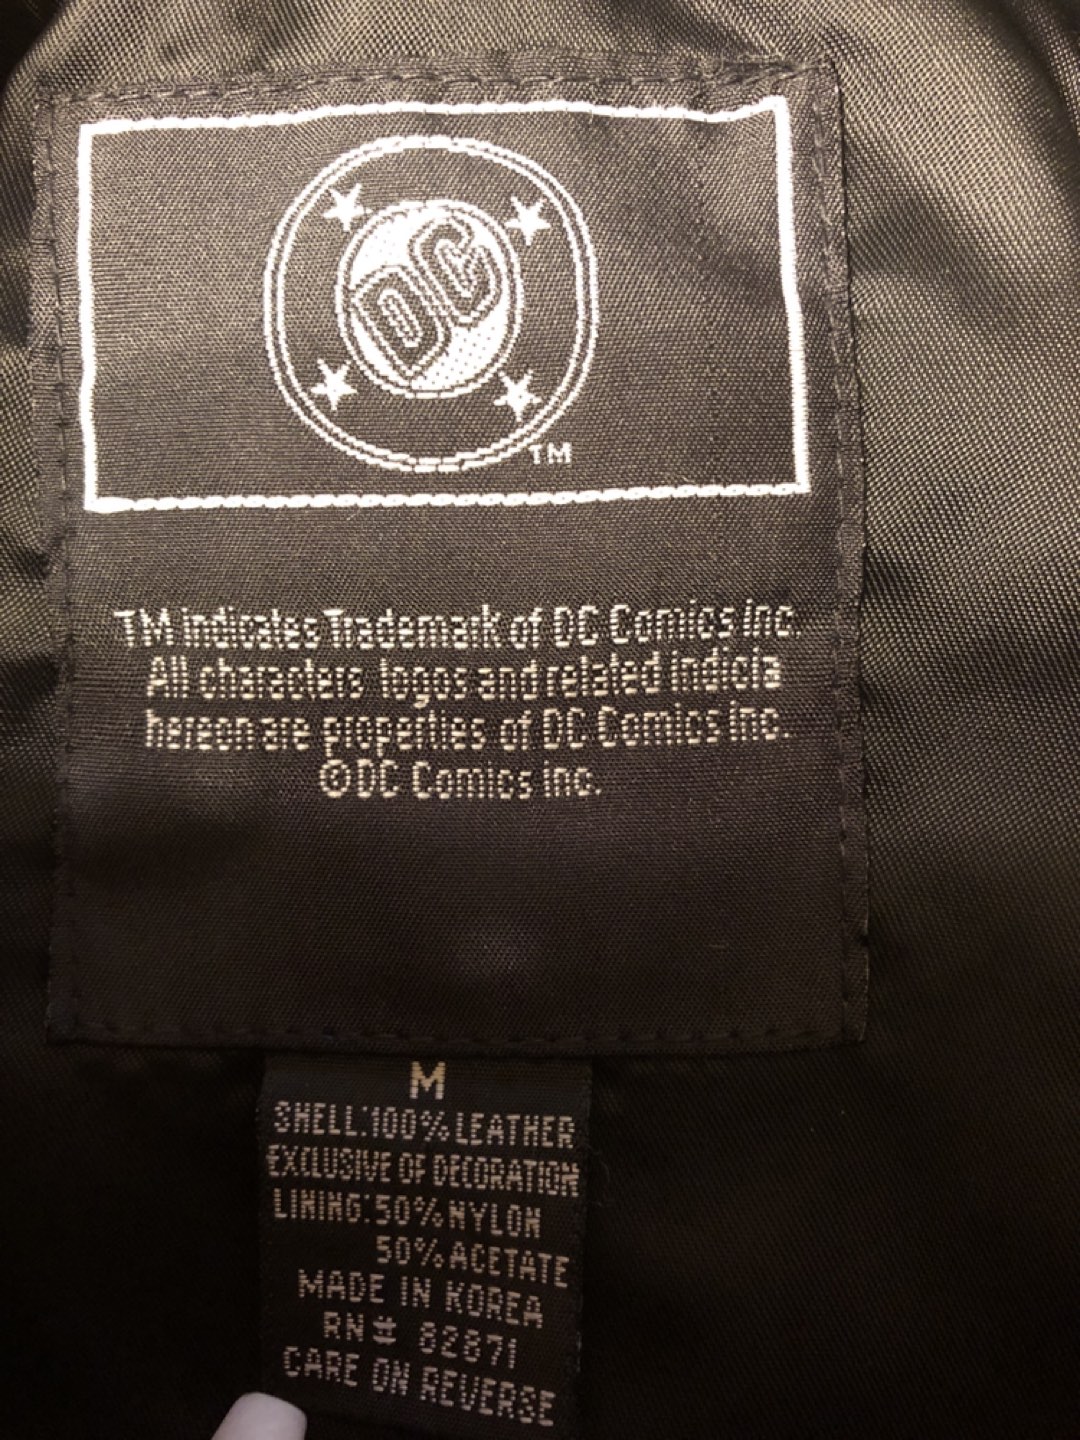 DC
TM
TM indicates Trademark of DC Comics Inc.
All characters logos and related indicia
hereon are properties of DC Comics Inc.
©DC Comics Inc.
M
SHELL:100% LEATHER
EXCLUSIVE OF DECORATION
LINING:50% NYLON
50% ACETATE
MADE IN KOREA
RN# 82871
CARE ON REVERSE